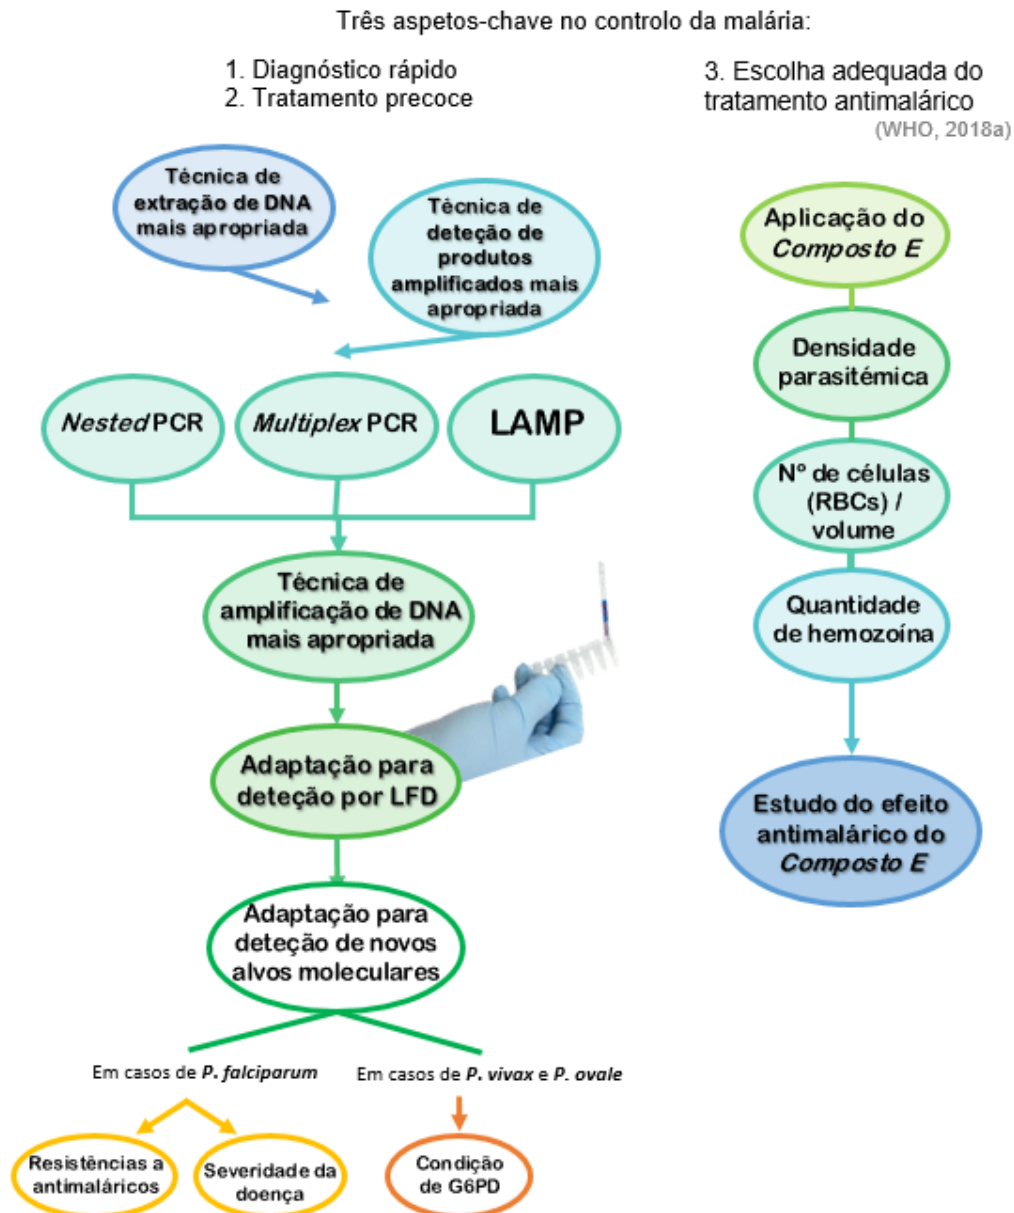 Três aspetos-chave no controlo da malária:
1. Diagnóstico rápido
2. Tratamento precoce
3. Escolha adequada do
tratamento antimalárico
(WHO, 2018a)
Técnica de
extração de DNA
mais apropriada
Técnica de
deteção de
produtos
amplificados mais
apropriada
Nested PCR
Multiplex PCR
LAMP
Técnica de
amplificação de DNA
mais apropriada
Adaptação para
deteção por LFD
Adaptação para
deteção de novos
alvos moleculares
Em casos de P. falciparum
Em casos de P. vivax e P. ovale
Resistências a
antimaláricos
Severidade da
doença
Condição
de G6PD
Aplicação do
Composto E
Densidade
parasitémica
Nº de células
(RBCs) /
volume
Quantidade
de hemozoína
Estudo do efeito
antimalárico do
Composto E